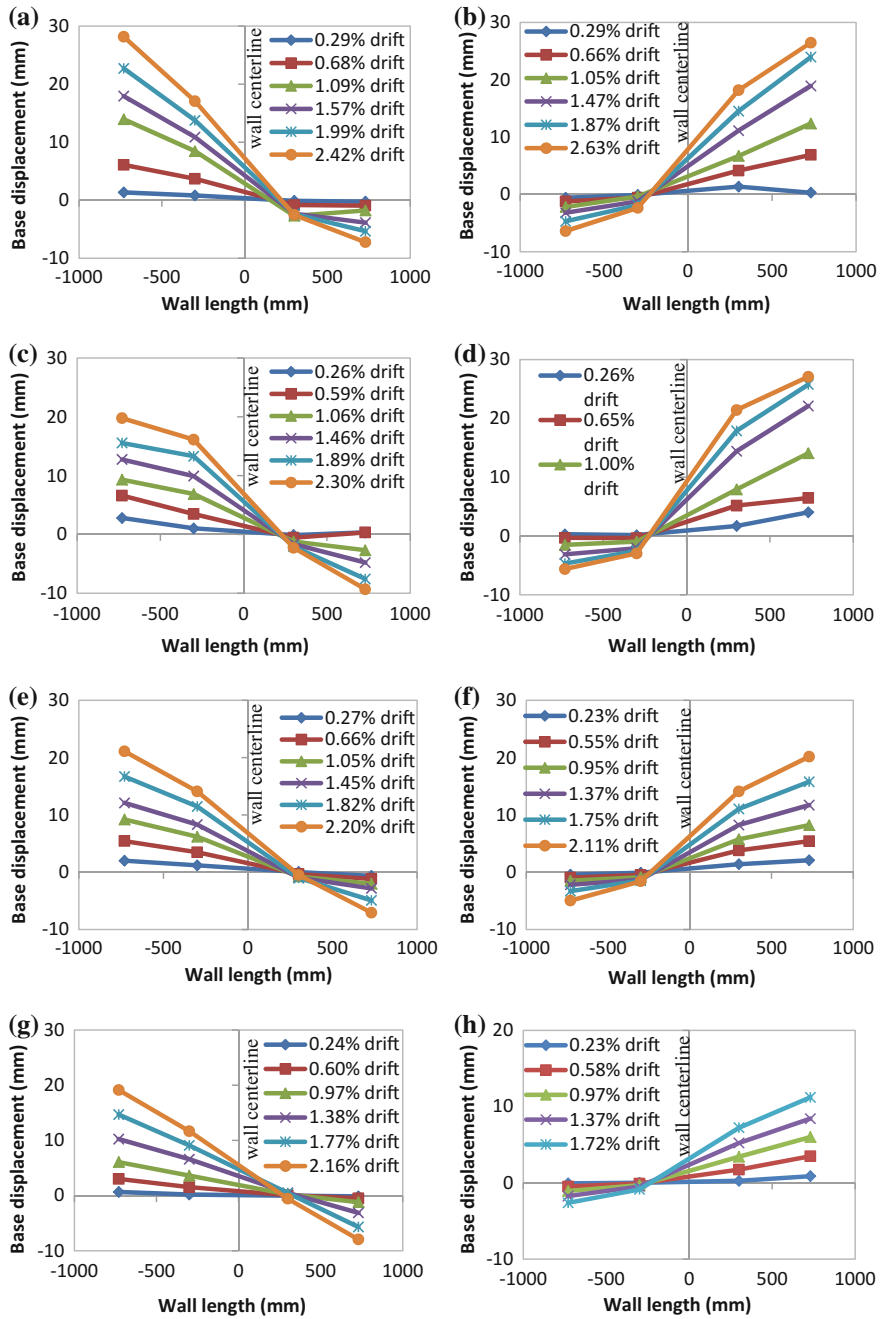 (a)
Base displacement (mm)
30
20
10
0
-10
-1000
-500
0
500
1000
Wall length (mm)
wall centerline
0.29% drift
0.68% drift
1.09% drift
1.57% drift
1.99% drift
2.42% drift
(b)
Base displacement (mm)
30
20
10
0
-10
-1000
-500
0
500
1000
Wall length (mm)
wall centerline
0.29% drift
0.66% drift
1.05% drift
1.47% drift
1.87% drift
2.63% drift
(c)
Base displacement (mm)
30
20
10
0
-10
-1000
-500
0
500
1000
Wall length (mm)
wall centerline
0.26% drift
0.59% drift
1.06% drift
1.46% drift
1.89% drift
2.30% drift
(d)
Base displacement (mm)
30
20
10
0
-10
-1000
-500
0
500
1000
Wall length (mm)
wall centerline
0.26%
drift
0.65%
drift
1.00%
drift
(e)
Base displacement (mm)
30
20
10
0
-10
-1000
-500
0
500
1000
Wall length (mm)
wall centerline
0.27% drift
0.66% drift
1.05% drift
1.45% drift
1.82% drift
2.20% drift
(f)
Base displacement (mm)
30
20
10
0
-10
-1000
-500
0
500
1000
Wall length (mm)
wall centerline
0.23% drift
0.55% drift
0.95% drift
1.37% drift
1.75% drift
2.11% drift
(g)
Base displacement (mm)
30
20
10
0
-10
-1000
-500
0
500
1000
Wall length (mm)
wall centerline
0.24% drift
0.60% drift
0.97% drift
1.38% drift
1.77% drift
2.16% drift
(h)
Base displacement (mm)
20
10
0
-10
-1000
-500
0
500
1000
Wall length (mm)
wall centerline
0.23% drift
0.58% drift
0.97% drift
1.37% drift
1.72% drift